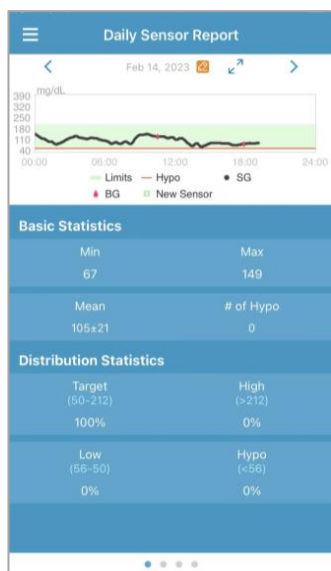 Daily Sensor Report
Feb 14, 2023
mg/dL
390
320
250
180
110
40
00:00 06:00 12:00 18:00 24:00
Limits Hypo SG
BG New Sensor
Basic Statistics
Min Max
67 149
Mean # of Hypo
105±21 0
Distribution Statistics
Target High
(50-212) (>212)
100% 0%
Low Hypo
(56-50) (<56)
0% 0%